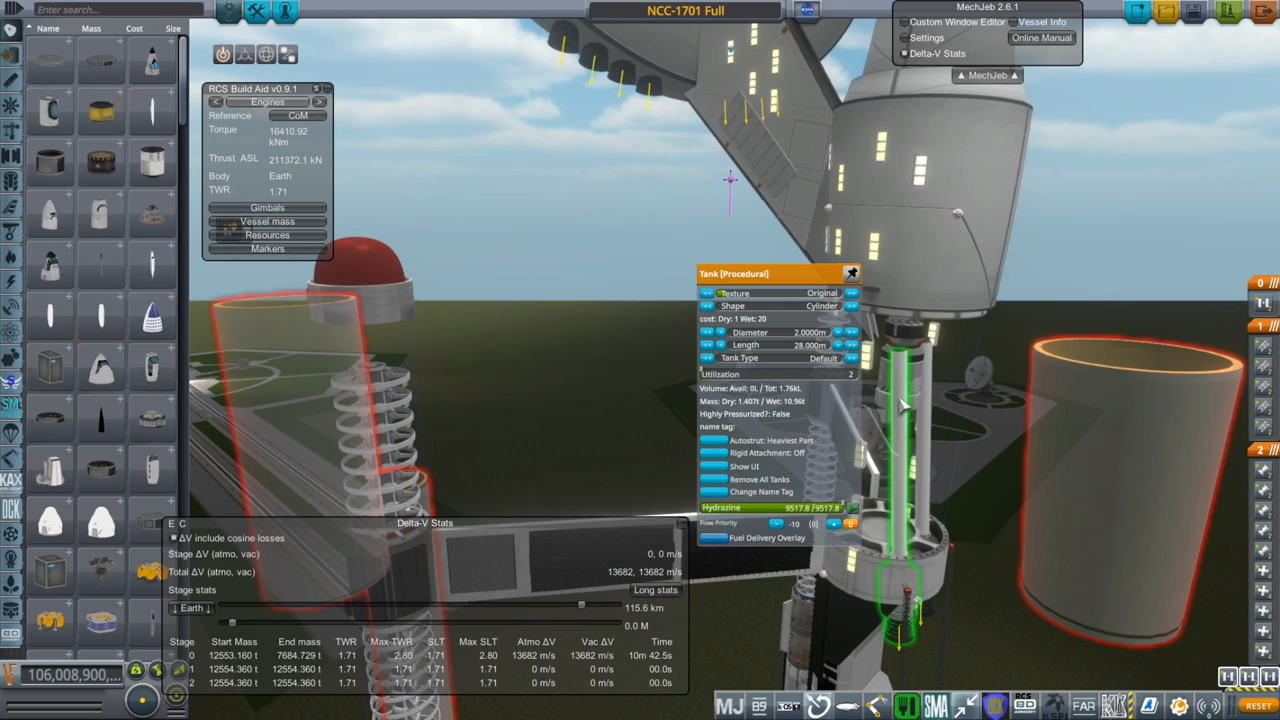 Enter search terms...
NCC-1701 Full
MechJeb 2.6.1
Custom Window Editor
Vessel Info
Settings
Online Manual
Delta-V Stats
▲ MechJeb ▲
Name Mass Cost Size
RCS Build Aid v0.9.1 S
< Engines >
Reference CoM
Torque 16410.92 kNm
Thrust ASL 211372.1 kN
Body Earth
TWR 1.71
Gimbals
Vessel mass
Resources
Markers
Tank [Procedural]
<< Texture Original >>
<< Shape Cylinder >>
cost: Dry: 1 Wet: 20
<< < Diameter 2.0000m > >>
<< < Length 28.000m > >>
<< Tank Type Default >>
Utilization 2
Volume: Avail: 0L / Tot: 1.76kL
Mass: Dry: 1.407t / Wet: 10.96t
Highly Pressurized?: False
name tag:
Autostrut: Heaviest Part
Rigid Attachment: Off
Show UI
Remove All Tanks
Change Name Tag
Hydrazine 9517.8 /9517.8
Flow Priority - -10 (0) + 0
Fuel Delivery Overlay
0
1
2
E C Delta-V Stats
ΔV include cosine losses
Stage ΔV (atmo, vac) 0, 0 m/s
Total ΔV (atmo, vac) 13682, 13682 m/s
Stage stats Long stats
↓ Earth ↓ 115.6 km
0.0 M
Stage Start Mass End mass TWR Max TWR SLT Max SLT Atmo ΔV Vac ΔV Time
0 12553.160 t 7684.729 t 1.71 2.80 1.71 2.80 13682 m/s 13682 m/s 10m 42.5s
1 12554.360 t 12554.360 t 1.71 1.71 1.71 1.71 0 m/s 0 m/s 00.0s
2 12554.360 t 12554.360 t 1.71 1.71 1.71 1.71 0 m/s 0 m/s 00.0s
SM
KAX
DCK
106,008,900,...
MJ
SMA
RCS
FAR
RESET